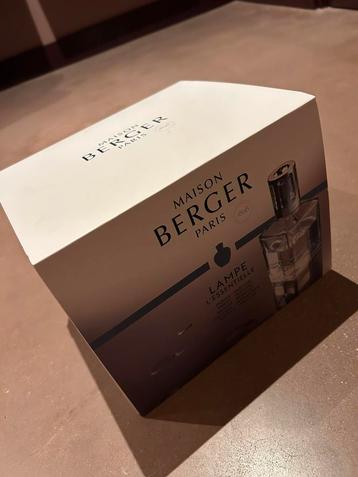 MAISON
BERGER
PARIS
MAISON
BERGER
PARIS
LAMPE
L'ESSENTIELLE